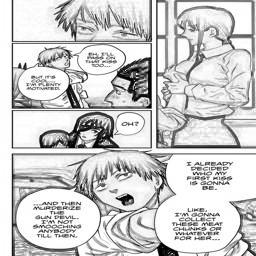 EH, I'LL
PASS ON
THAT KISS
TOO...
BUT IT'S
COOL.
I'M PLENTY
MOTIVATED.
OH?
I ALREADY
DECIDED
WHO MY
FIRST KISS
IS GONNA
BE.
LIKE,
I'M GONNA
COLLECT
THESE MEAT
CHUNKS OR
WHATEVER
FOR HER...
...AND THEN
MURDERIZE
THE
GUN DEVIL.
I'M NOT
SMOOCHING
ANYBODY
TILL THEN.